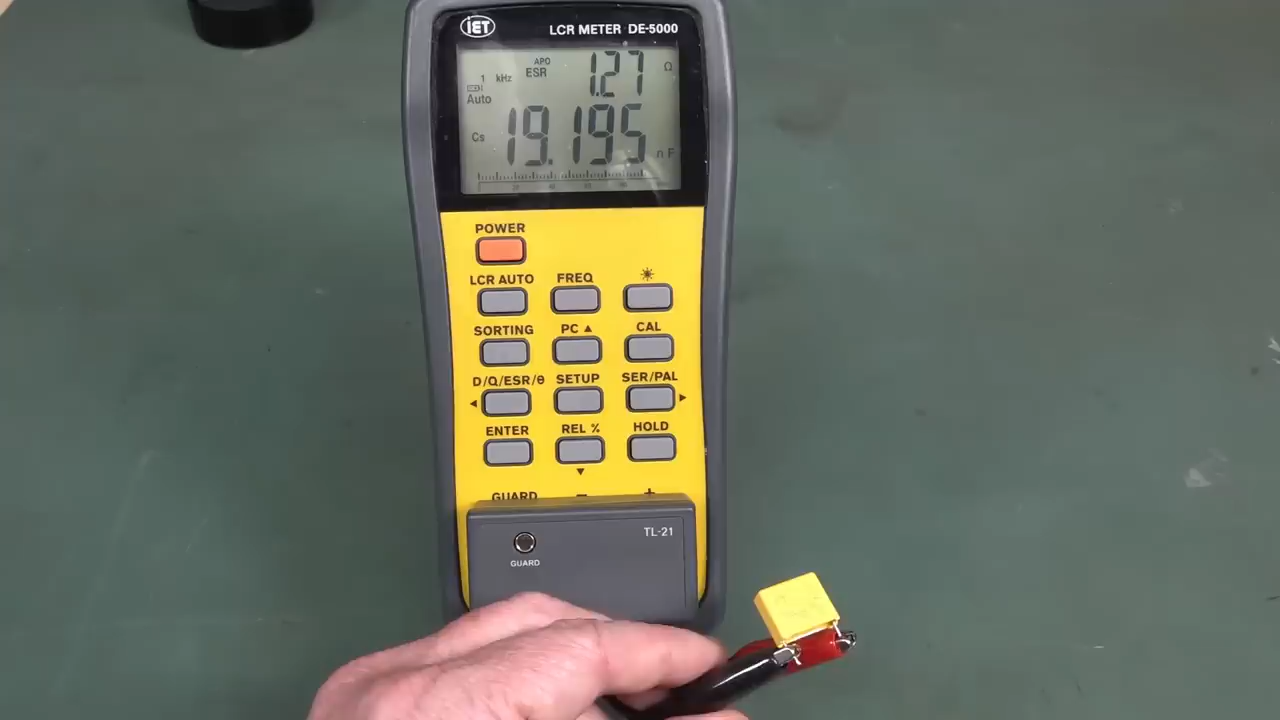 IET LCR METER DE-5000
APO
1 kHz ESR 1.27 Ω
Auto
Cs 19.195 n F
POWER
LCR AUTO FREQ
SORTING PC ▲ CAL
D/Q/ESR/θ SETUP SER/PAL
ENTER REL % HOLD
GUARD − +
TL-21
GUARD